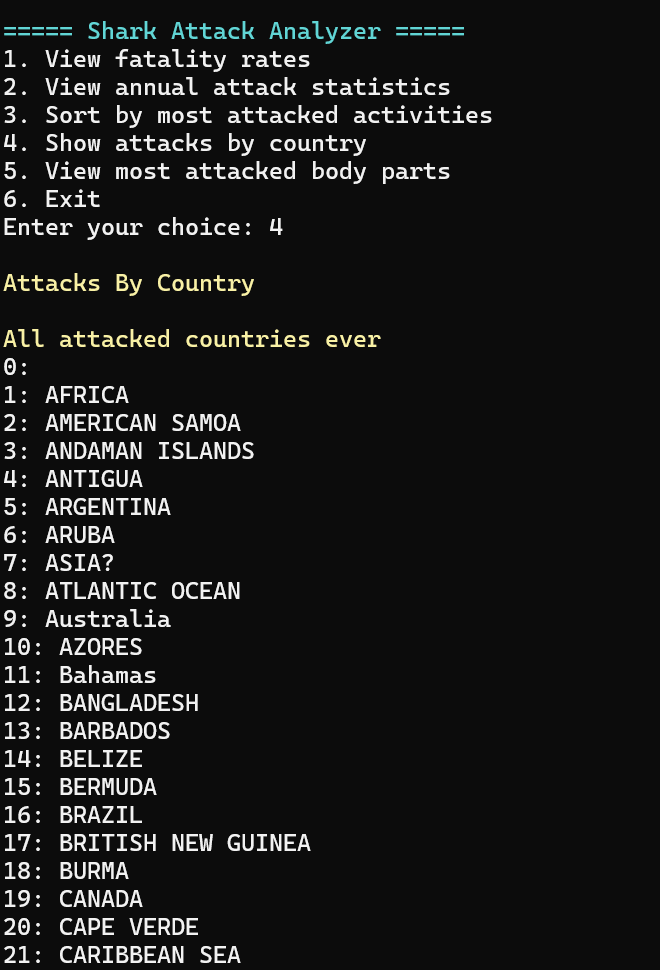 ===== Shark Attack Analyzer =====
1. View fatality rates
2. View annual attack statistics
3. Sort by most attacked activities
4. Show attacks by country
5. View most attacked body parts
6. Exit
Enter your choice: 4
Attacks By Country
All attacked countries ever
0:
1: AFRICA
2: AMERICAN SAMOA
3: ANDAMAN ISLANDS
4: ANTIGUA
5: ARGENTINA
6: ARUBA
7: ASIA?
8: ATLANTIC OCEAN
9: Australia
10: AZORES
11: Bahamas
12: BANGLADESH
13: BARBADOS
14: BELIZE
15: BERMUDA
16: BRAZIL
17: BRITISH NEW GUINEA
18: BURMA
19: CANADA
20: CAPE VERDE
21: CARIBBEAN SEA